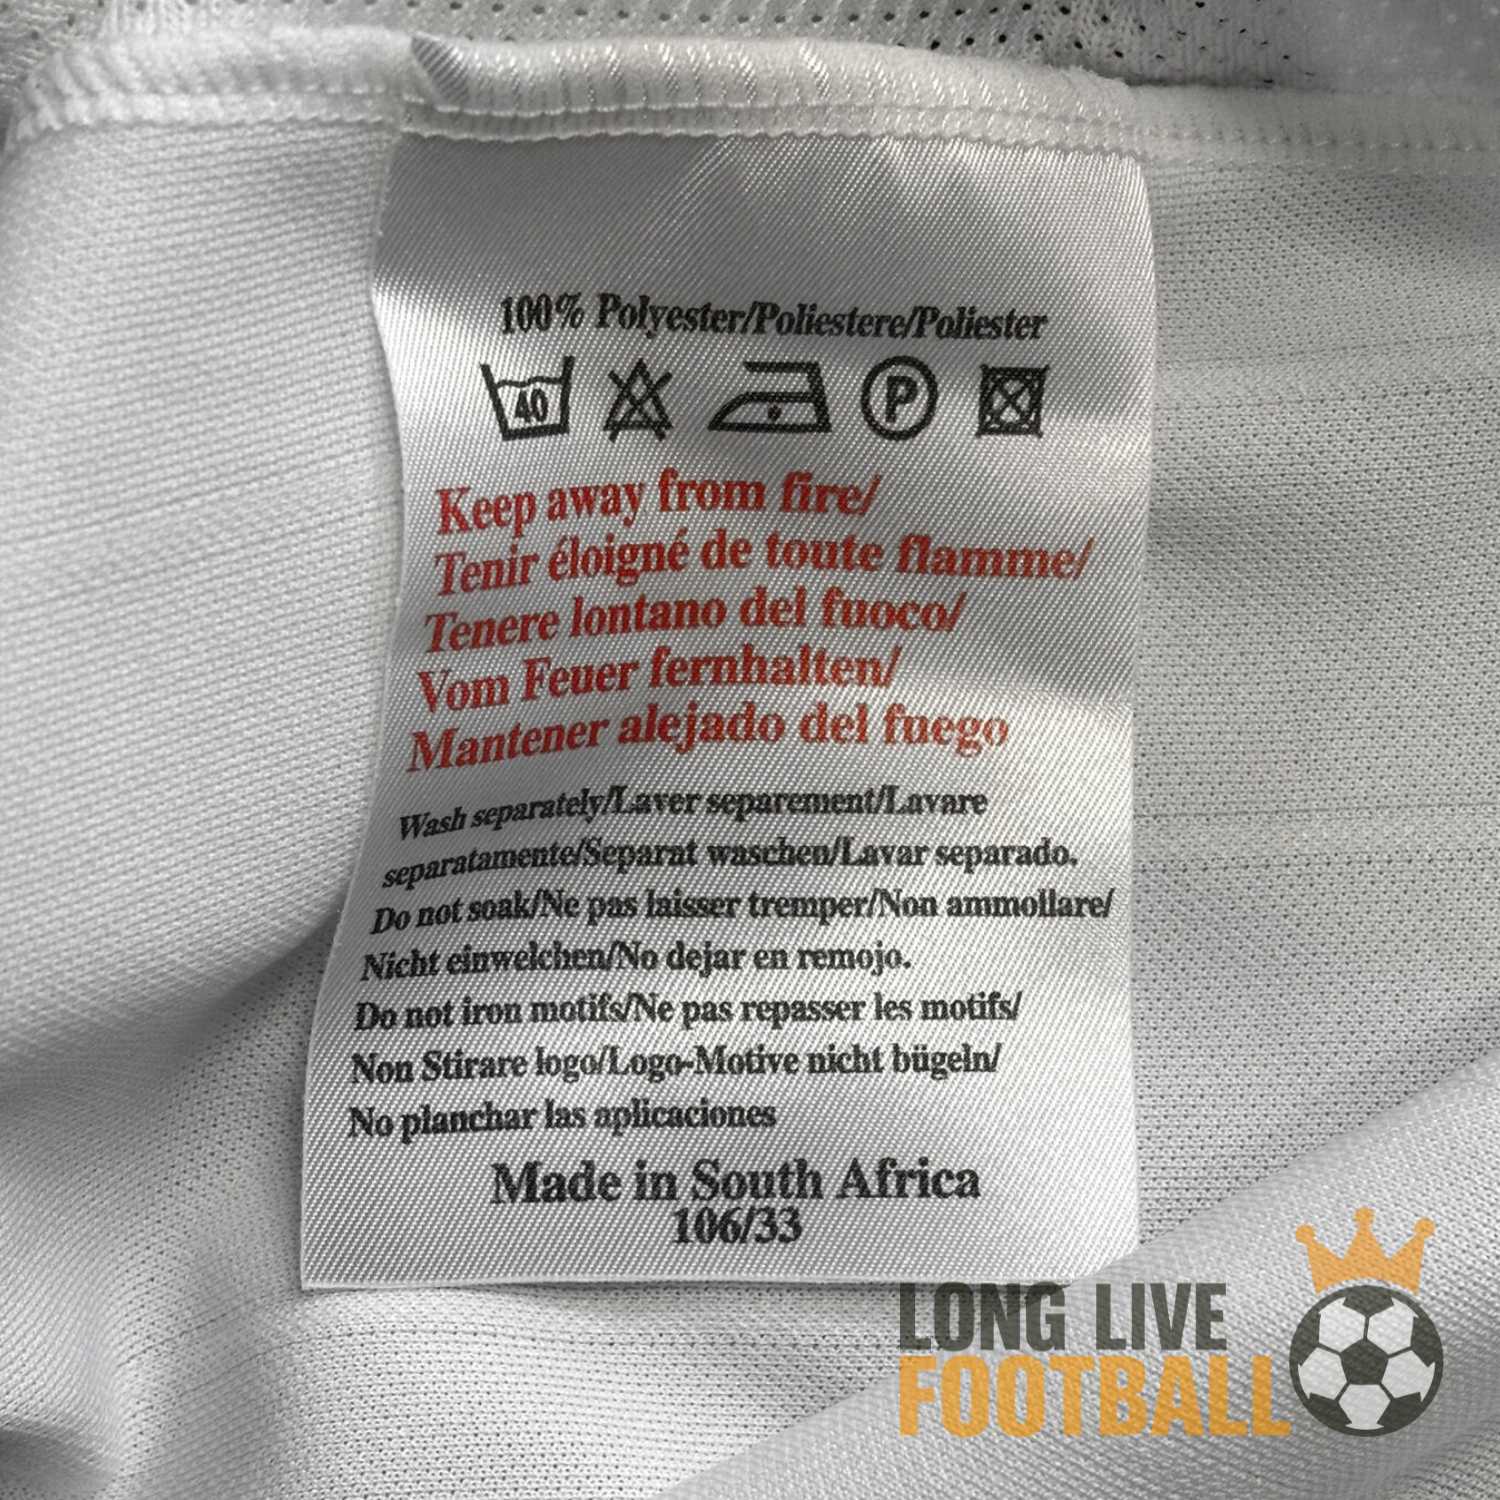 100% Polyester/Poliestere/Poliester
40 P
Keep away from fire/
Tenir éloigné de toute flamme/
Tenere lontano del fuoco/
Vom Feuer fernhalten/
Mantener alejado del fuego
Wash separately/Laver separement/Lavare
separatamente/Separat waschen/Lavar separado.
Do not soak/Ne pas laisser tremper/Non ammollare/
Nicht einwelchen/No dejar en remojo.
Do not iron motifs/Ne pas repasser les motifs/
Non Stirare logo/Logo-Motive nicht bügeln/
No planchar las aplicaciones
Made in South Africa
106/33
LONG LIVE
FOOTBALL